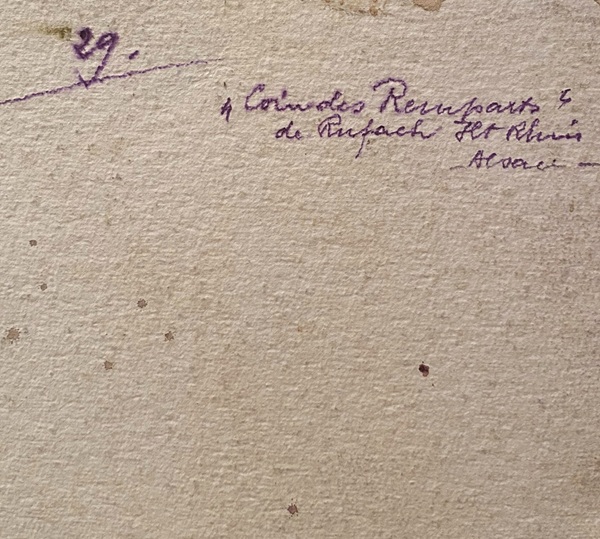 29.
" Coin des Remparts "
de Rufach Ht Rhin
- Alsace -